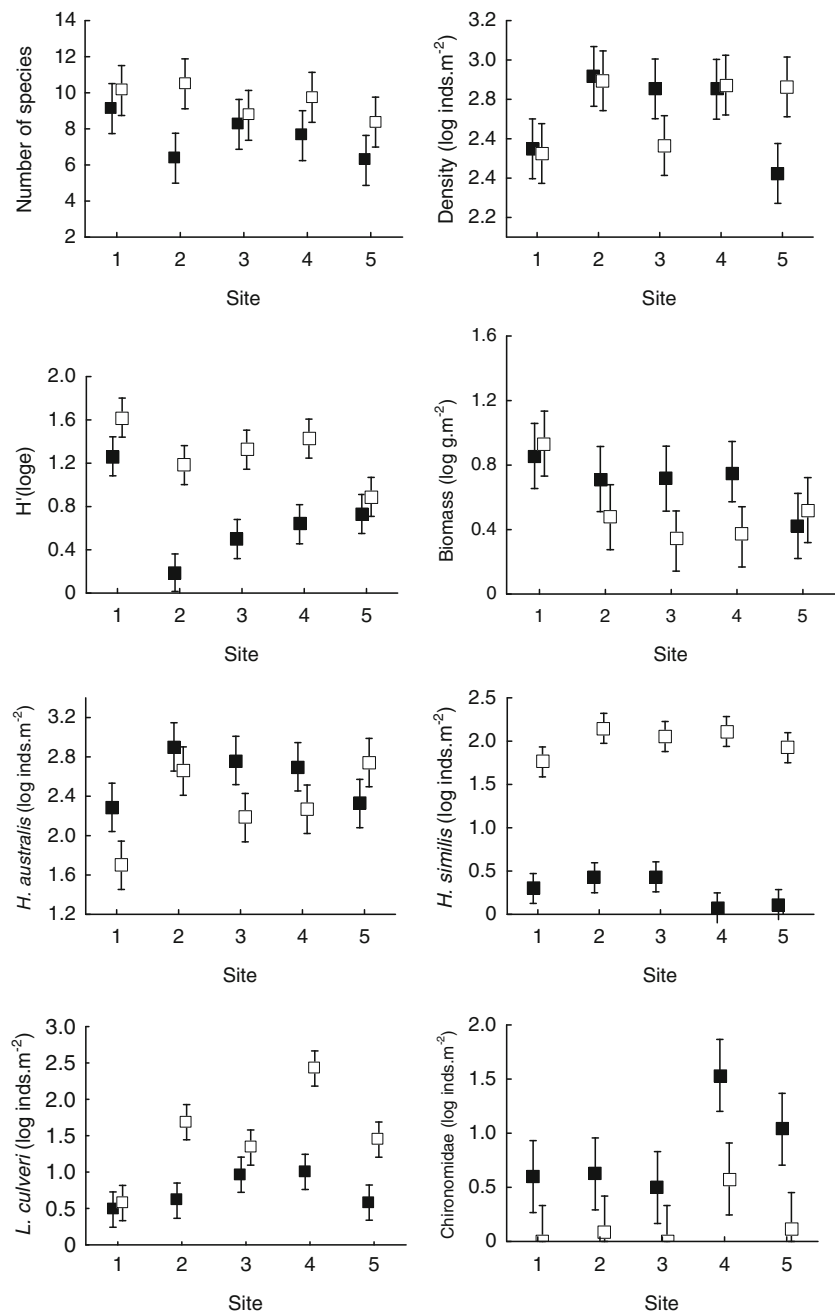 14
12
10
8
6
4
2
Number of species
1 2 3 4 5
Site
3.2
3.0
2.8
2.4
2.4
2.2
Density (log inds.m-2)
1 2 3 4 5
Site
2.0
1.6
1.2
0.8
0.4
0
H'(loge)
1 2 3 4 5
Site
1.6
1.2
0.8
0.4
0
Biomass (log g.m-2)
1 2 3 4 5
Site
3.2
2.8
2.4
2.0
1.6
1.2
H. australis (log inds.m-2)
1 2 3 4 5
Site
2.5
2.0
1.5
1.0
0.5
0
H. similis (log inds.m-2)
1 2 3 4 5
Site
3.0
2.5
2.0
1.5
1.0
0.5
0
L. culveri (log inds.m-2)
1 2 3 4 5
Site
2.0
1.5
1.0
0.5
0
Chironomidae (log inds.m-2)
1 2 3 4 5
Site